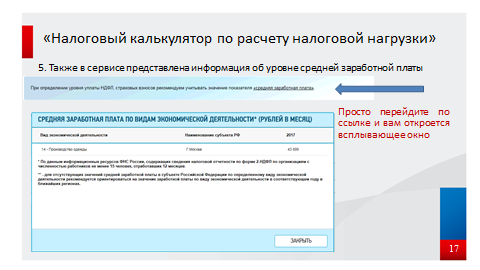 «Налоговый калькулятор по расчету налоговой нагрузки»
5. Также в сервисе представлена информация об уровне средней заработной платы
При определении уровня уплаты НДФЛ, страховых взносов рекомендуем учитывать значение показателя «средняя заработная плата».
Просто перейдите по
ссылке и вам откроется
всплывающее окно
СРЕДНЯЯ ЗАРАБОТНАЯ ПЛАТА ПО ВИДАМ ЭКОНОМИЧЕСКОЙ ДЕЯТЕЛЬНОСТИ* (РУБЛЕЙ В МЕСЯЦ)
Вид экономической деятельности Наименование субъекта РФ 2017
14 - Производство одежды Г Москва
* По данным информационных ресурсов ФНС России, содержащих сведения налоговой отчетности по форме 2-НДФЛ по организациям с
численностью работников не менее 15 человек, отработавших 12 месяцев.
** - для отсутствующих значений средней заработной платы в субъекте Российской Федерации по определенному виду экономической
деятельности рекомендуется ориентироваться на значение заработной платы по виду экономической деятельности в соответствующем году в
ближайших регионах.
ЗАКРЫТЬ
17